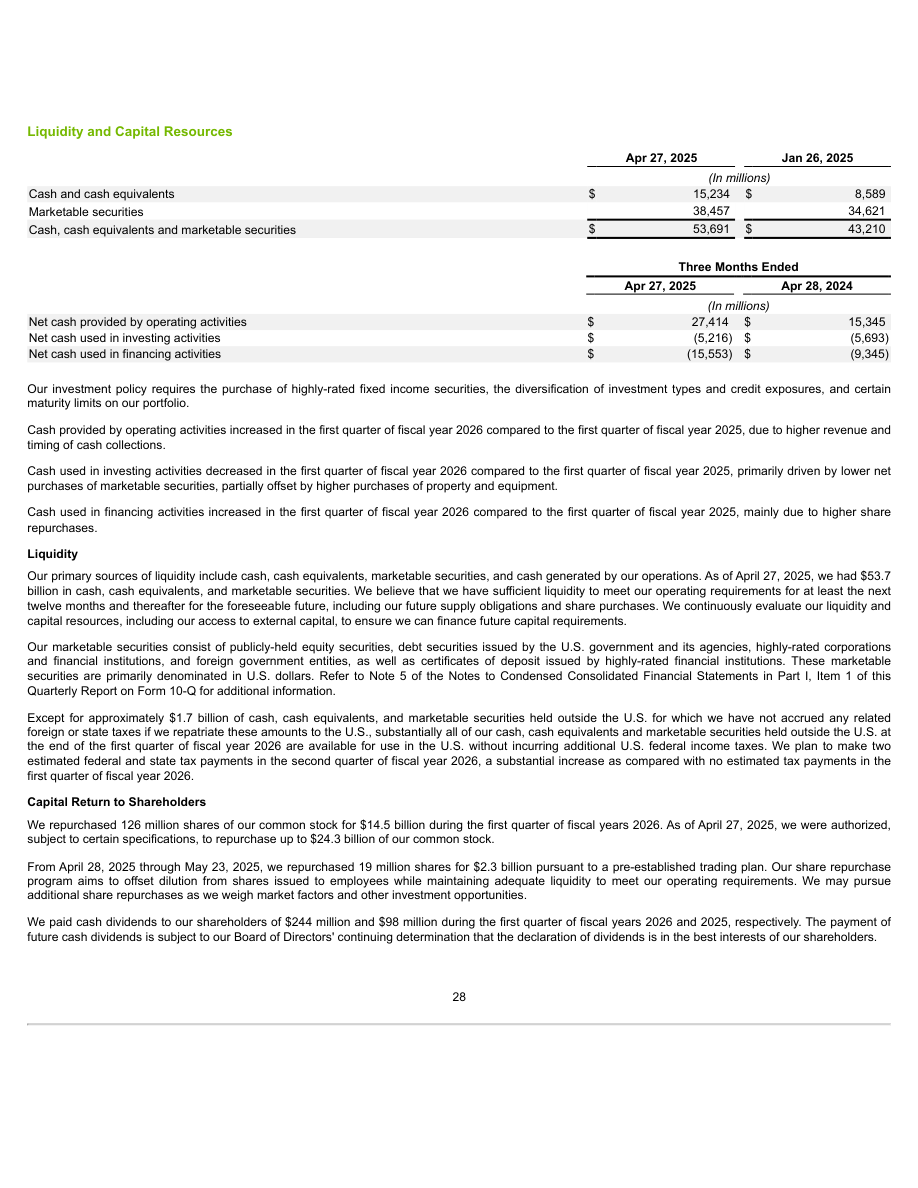 Liquidity and Capital Resources
Apr 27, 2025 Jan 26, 2025
(In millions)
Cash and cash equivalents $ 15,234 $ 8,589
Marketable securities 38,457 34,621
Cash, cash equivalents and marketable securities $ 53,691 $ 43,210
Three Months Ended
Apr 27, 2025 Apr 28, 2024
(In millions)
Net cash provided by operating activities $ 27,414 $ 15,345
Net cash used in investing activities $ (5,216) $ (5,693)
Net cash used in financing activities $ (15,553) $ (9,345)
Our investment policy requires the purchase of highly-rated fixed income securities, the diversification of investment types and credit exposures, and certain
maturity limits on our portfolio.
Cash provided by operating activities increased in the first quarter of fiscal year 2026 compared to the first quarter of fiscal year 2025, due to higher revenue and
timing of cash collections.
Cash used in investing activities decreased in the first quarter of fiscal year 2026 compared to the first quarter of fiscal year 2025, primarily driven by lower net
purchases of marketable securities, partially offset by higher purchases of property and equipment.
Cash used in financing activities increased in the first quarter of fiscal year 2026 compared to the first quarter of fiscal year 2025, mainly due to higher share
repurchases.
Liquidity
Our primary sources of liquidity include cash, cash equivalents, marketable securities, and cash generated by our operations. As of April 27, 2025, we had $53.7
billion in cash, cash equivalents, and marketable securities. We believe that we have sufficient liquidity to meet our operating requirements for at least the next
twelve months and thereafter for the foreseeable future, including our future supply obligations and share purchases. We continuously evaluate our liquidity and
capital resources, including our access to external capital, to ensure we can finance future capital requirements.
Our marketable securities consist of publicly-held equity securities, debt securities issued by the U.S. government and its agencies, highly-rated corporations
and financial institutions, and foreign government entities, as well as certificates of deposit issued by highly-rated financial institutions. These marketable
securities are primarily denominated in U.S. dollars. Refer to Note 5 of the Notes to Condensed Consolidated Financial Statements in Part I, Item 1 of this
Quarterly Report on Form 10-Q for additional information.
Except for approximately $1.7 billion of cash, cash equivalents, and marketable securities held outside the U.S. for which we have not accrued any related
foreign or state taxes if we repatriate these amounts to the U.S., substantially all of our cash, cash equivalents and marketable securities held outside the U.S. at
the end of the first quarter of fiscal year 2026 are available for use in the U.S. without incurring additional U.S. federal income taxes. We plan to make two
estimated federal and state tax payments in the second quarter of fiscal year 2026, a substantial increase as compared with no estimated tax payments in the
first quarter of fiscal year 2026.
Capital Return to Shareholders
We repurchased 126 million shares of our common stock for $14.5 billion during the first quarter of fiscal years 2026. As of April 27, 2025, we were authorized,
subject to certain specifications, to repurchase up to $24.3 billion of our common stock.
From April 28, 2025 through May 23, 2025, we repurchased 19 million shares for $2.3 billion pursuant to a pre-established trading plan. Our share repurchase
program aims to offset dilution from shares issued to employees while maintaining adequate liquidity to meet our operating requirements. We may pursue
additional share repurchases as we weigh market factors and other investment opportunities.
We paid cash dividends to our shareholders of $244 million and $98 million during the first quarter of fiscal years 2026 and 2025, respectively. The payment of
future cash dividends is subject to our Board of Directors' continuing determination that the declaration of dividends is in the best interests of our shareholders.
28